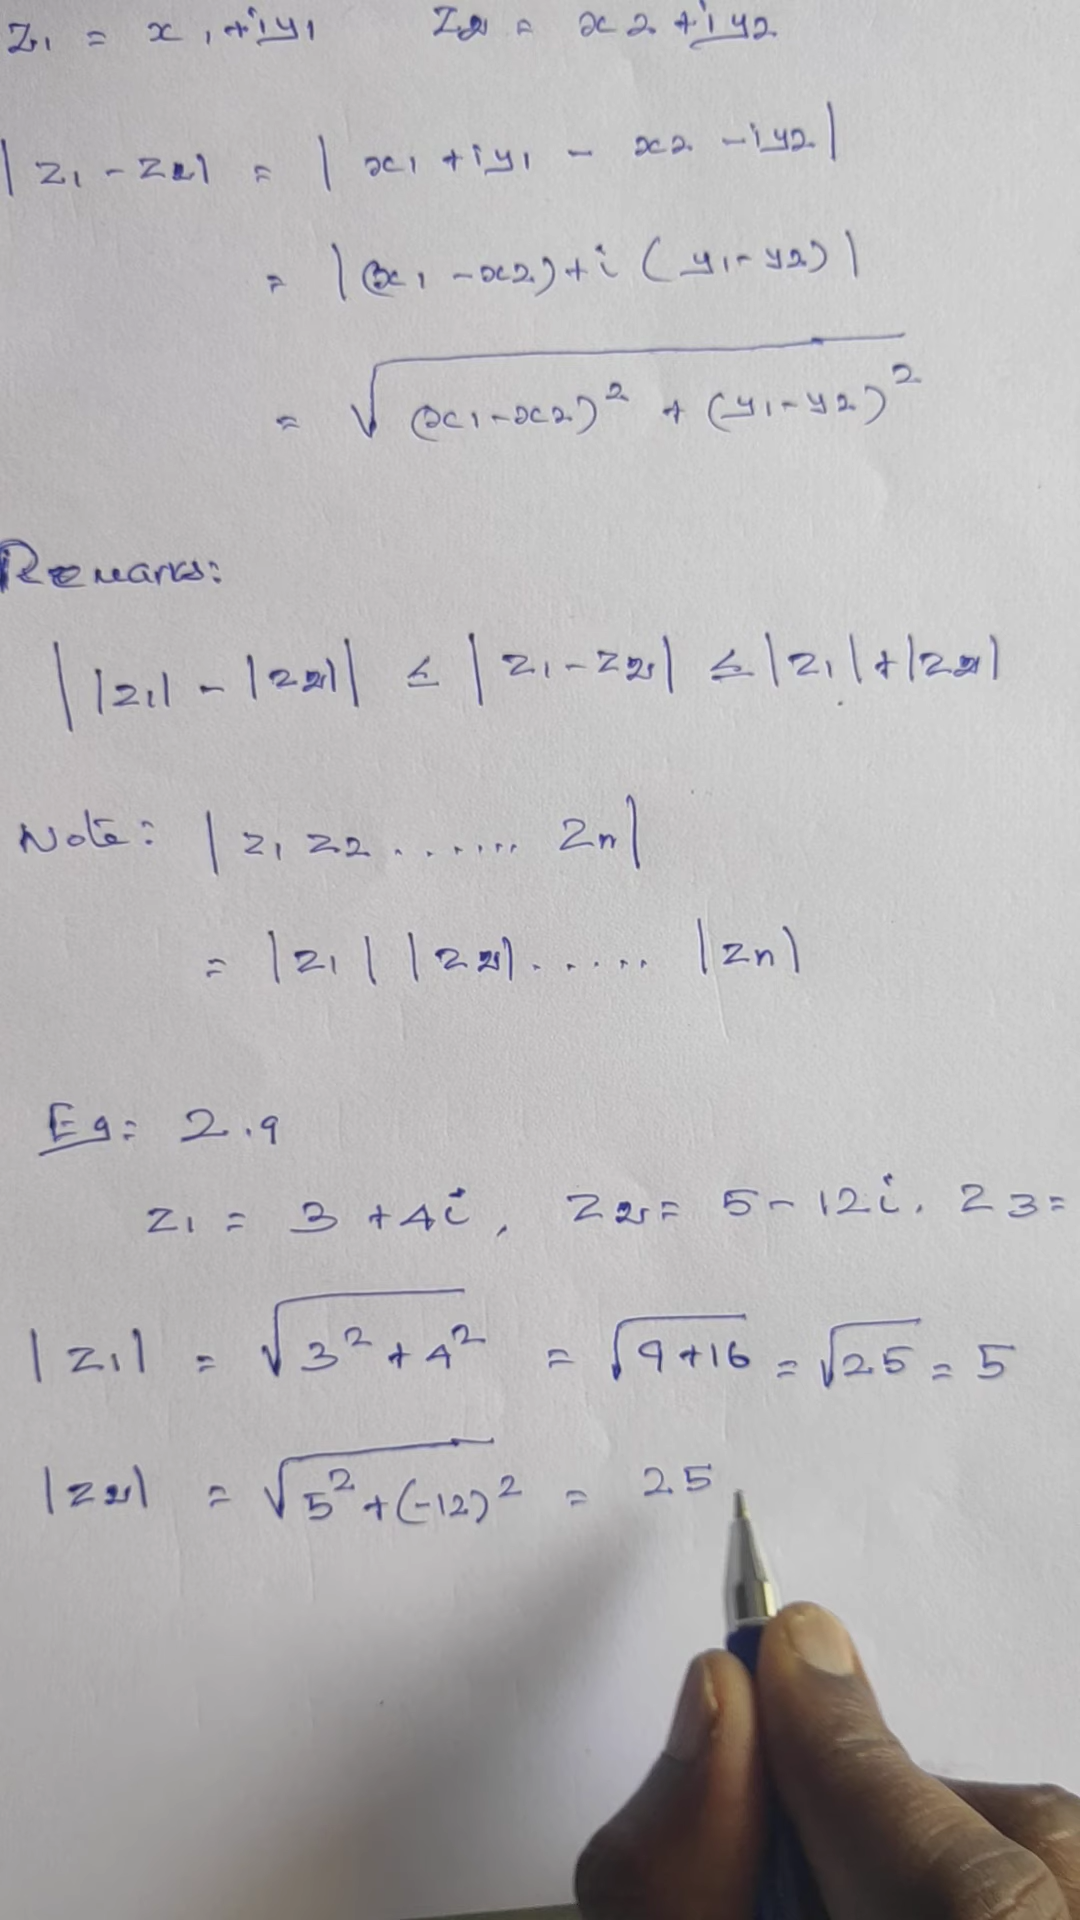 z1 = x1+iy1   z2 = x2+iy2
|z1-z2| = |x1+iy1 - x2 -iy2|
= |(x1-x2)+i(y1-y2)|
= √(x1-x2)² + (y1-y2)²
Remarks:
||z1|-|z2|| ≤ |z1-z2| ≤ |z1|+|z2|
Note: |z1 z2 ....... zn|
= |z1| |z2| ...... |zn|
Eg: 2.9
z1 = 3+4i, z2 = 5-12i, z3=
|z1| = √3²+4² = √9+16 = √25 = 5
|z2| = √5²+(-12)² = 25